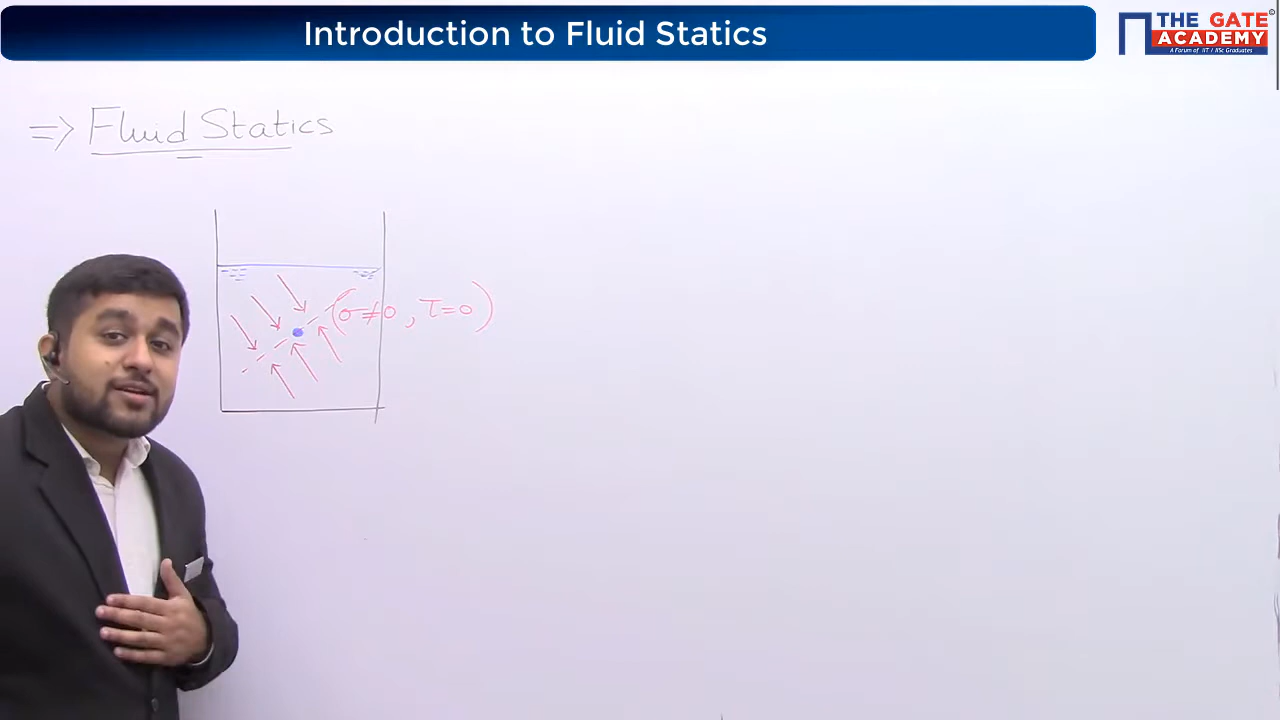 Introduction to Fluid Statics
THE GATE
ACADEMY
A Forum of IIT / IISc Graduates
=> Fluid Statics
(σ≠0, τ=0)